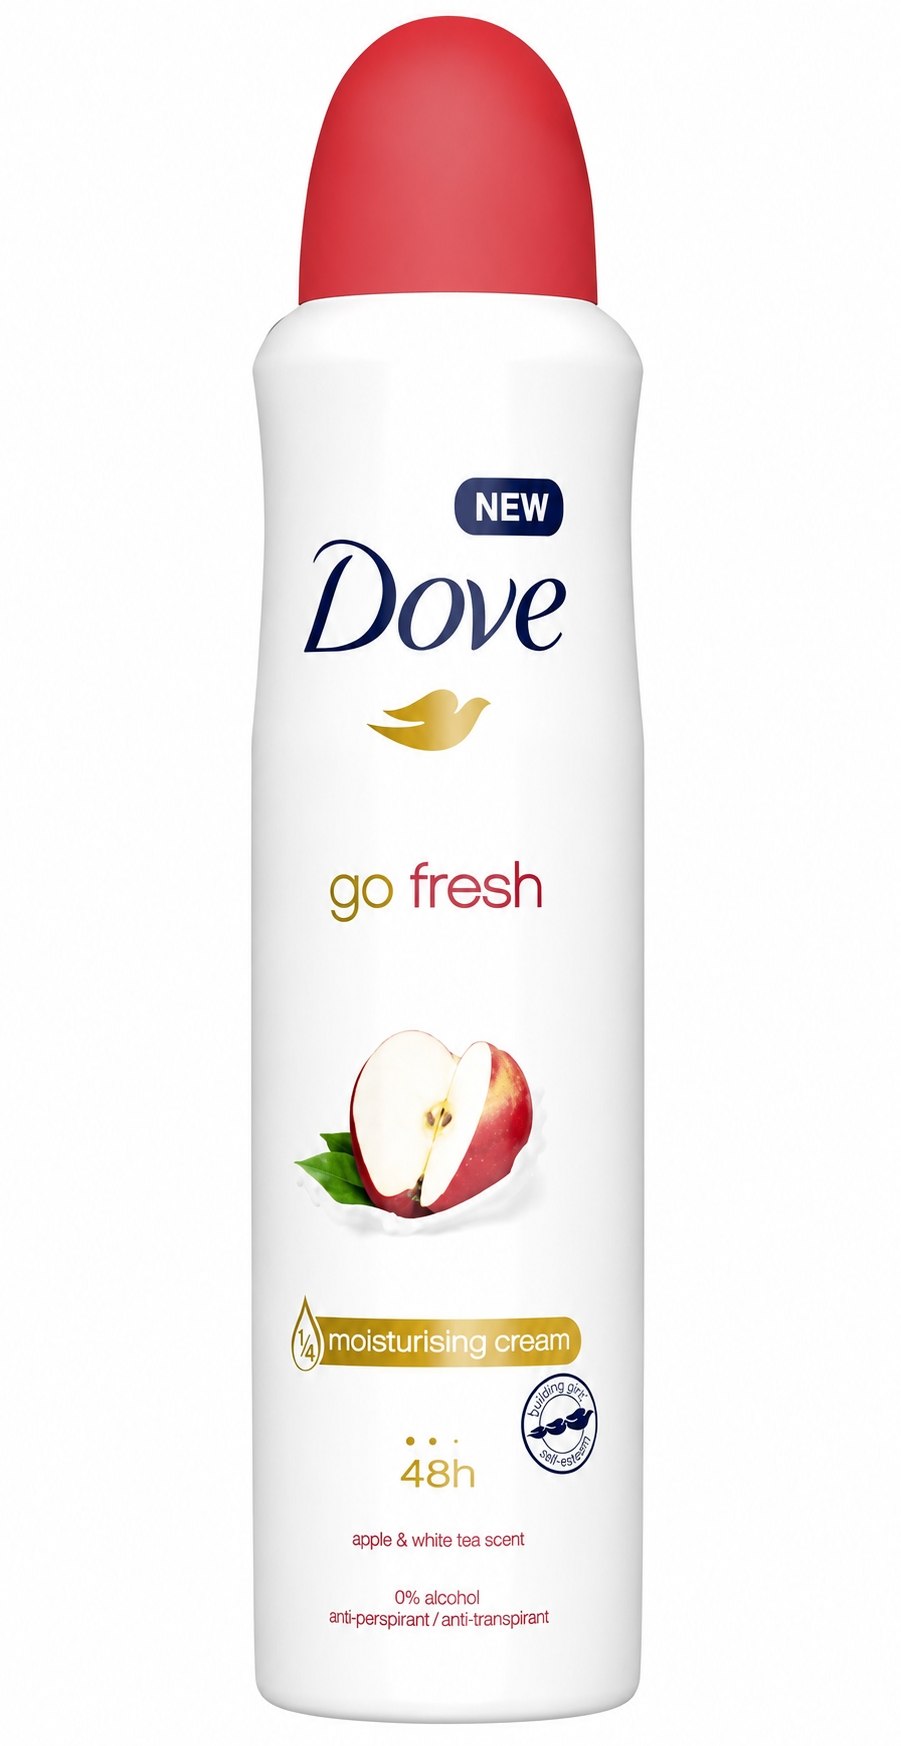 NEW
Dove
go fresh
1/4 moisturising cream
building girls'
self-esteem
48h
apple & white tea scent
0% alcohol
anti-perspirant / anti-transpirant